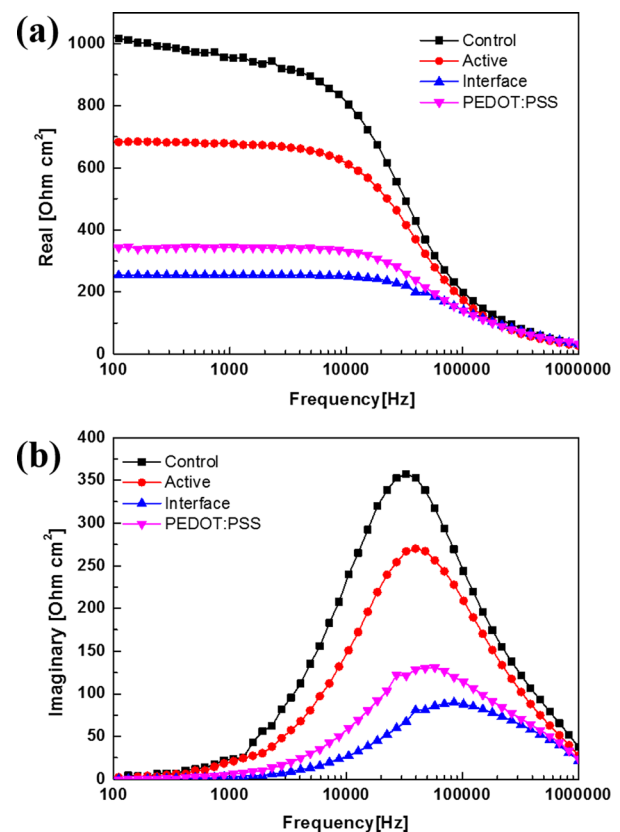 (a)
1000
800
600
400
200
0
Real [Ohm cm²]
Control
Active
Interface
PEDOT:PSS
100 1000 10000 100000 1000000
Frequency[Hz]
(b)
400
350
300
250
200
150
100
50
0
Imaginary [Ohm cm²]
Control
Active
Interface
PEDOT:PSS
100 1000 10000 100000 1000000
Frequency[Hz]